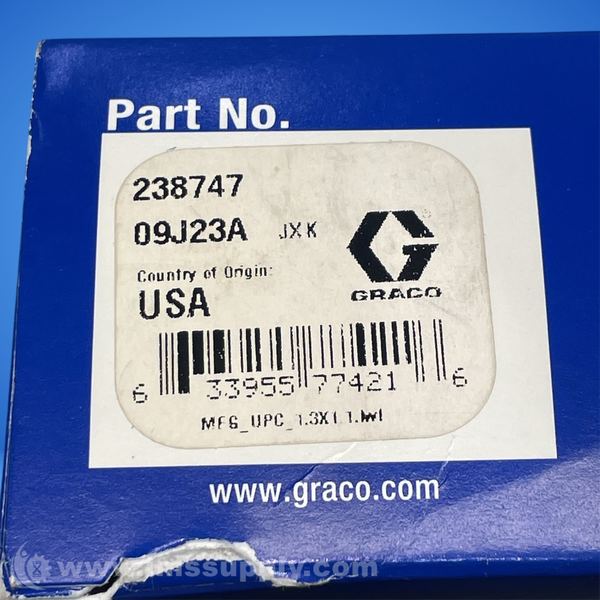 Part No.
238747
09J23A JXK
Country of Origin:
USA
GRACO
6 33955 77421 6
MFG_UPC_1.3X1.1.lwl
www.graco.com